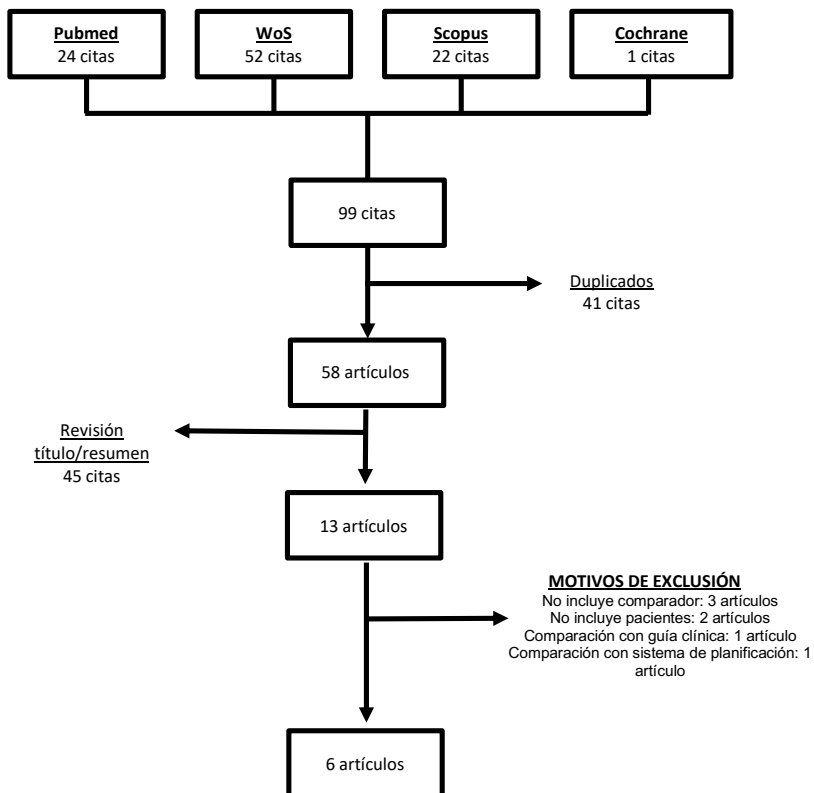 Pubmed
24 citas
WoS
52 citas
Scopus
22 citas
Cochrane
1 citas
99 citas
Duplicados
41 citas
58 artículos
Revisión
título/resumen
45 citas
13 artículos
MOTIVOS DE EXCLUSIÓN
No incluye comparador: 3 artículos
No incluye pacientes: 2 artículos
Comparación con guía clínica: 1 artículo
Comparación con sistema de planificación: 1
artículo
6 artículos